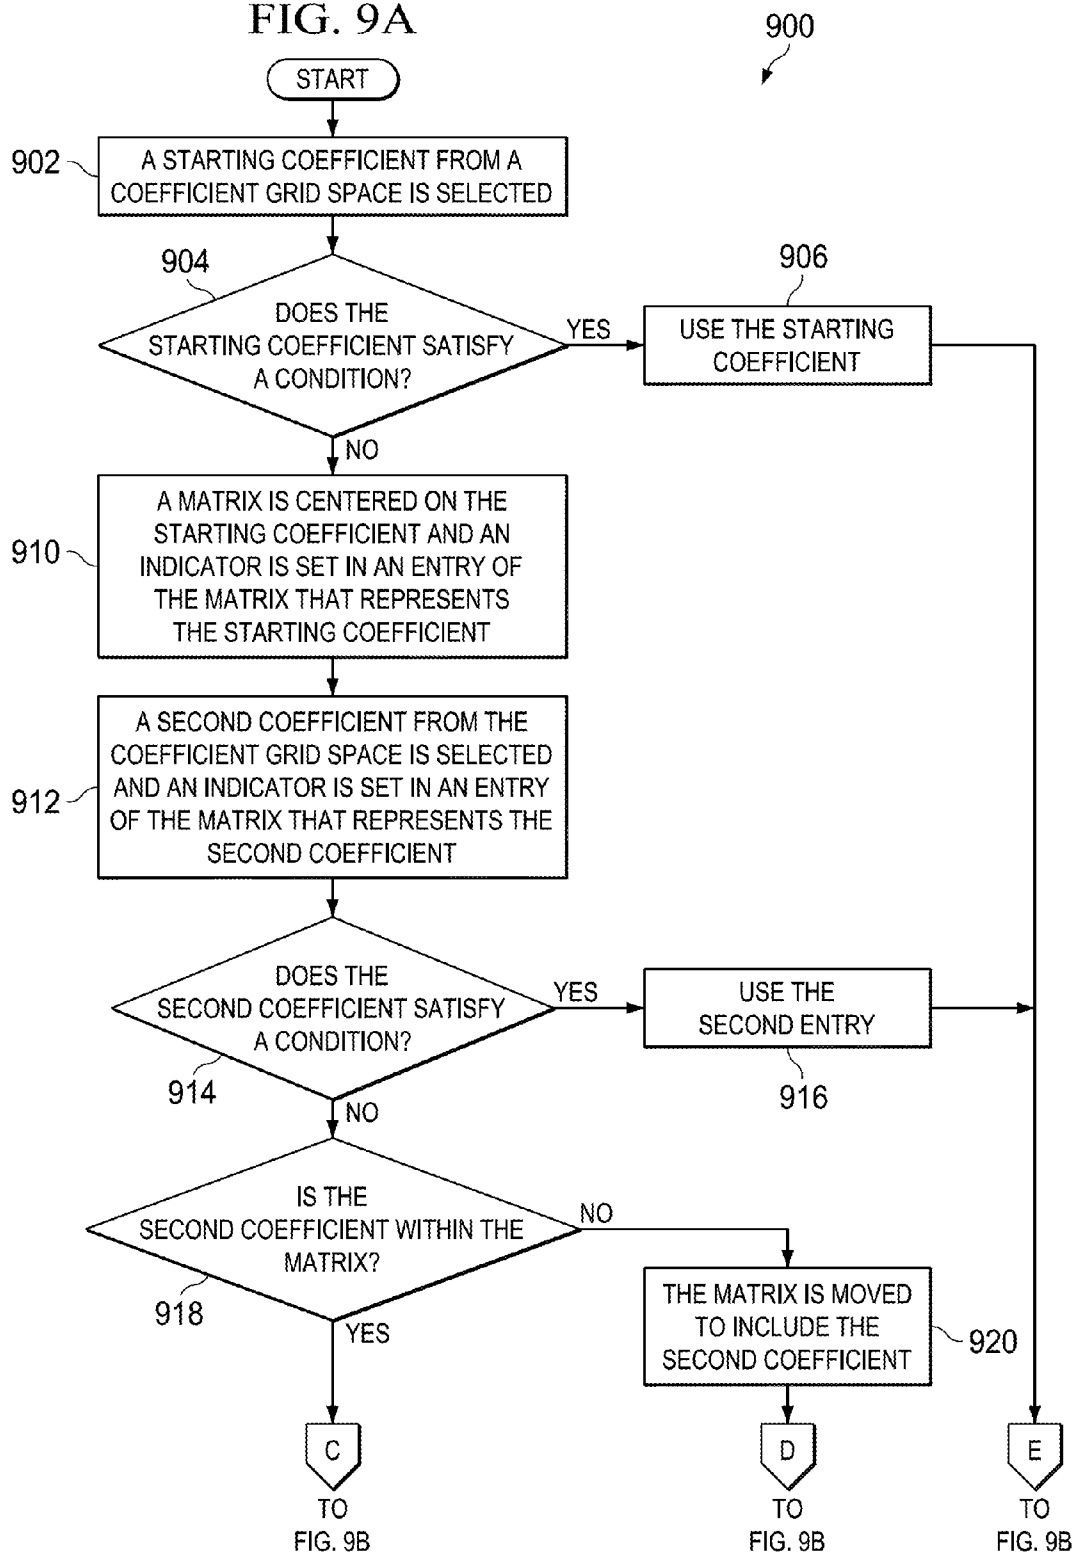 FIG. 9A
900
START
902
A STARTING COEFFICIENT FROM A
COEFFICIENT GRID SPACE IS SELECTED
904
DOES THE
STARTING COEFFICIENT SATISFY
A CONDITION?
YES
906
USE THE STARTING
COEFFICIENT
NO
910
A MATRIX IS CENTERED ON THE
STARTING COEFFICIENT AND AN
INDICATOR IS SET IN AN ENTRY OF
THE MATRIX THAT REPRESENTS
THE STARTING COEFFICIENT
912
A SECOND COEFFICIENT FROM THE
COEFFICIENT GRID SPACE IS SELECTED
AND AN INDICATOR IS SET IN AN ENTRY
OF THE MATRIX THAT REPRESENTS THE
SECOND COEFFICIENT
DOES THE
SECOND COEFFICIENT SATISFY
A CONDITION?
914
YES
USE THE
SECOND ENTRY
916
NO
IS THE
SECOND COEFFICIENT WITHIN THE
MATRIX?
918
NO
THE MATRIX IS MOVED
TO INCLUDE THE
SECOND COEFFICIENT
920
YES
C
TO
FIG. 9B
D
TO
FIG. 9B
E
TO
FIG. 9B